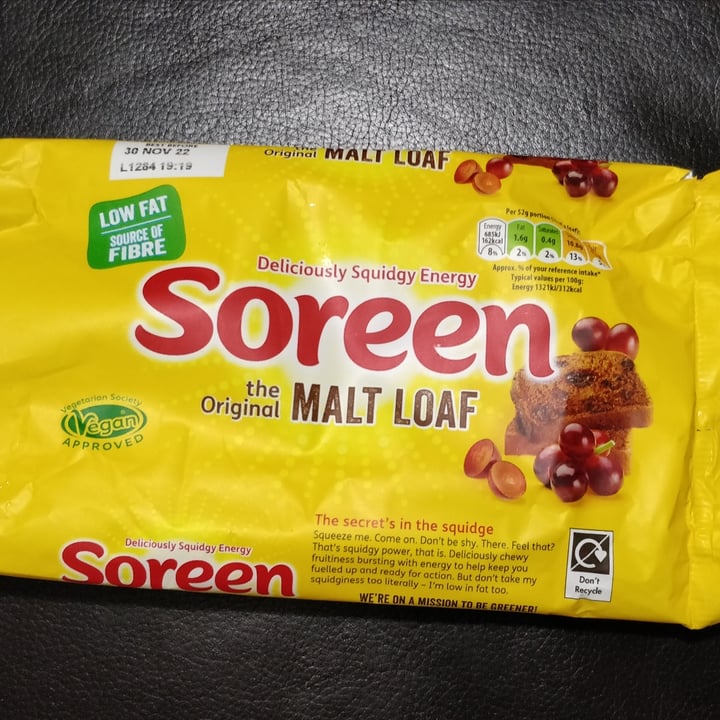 BEST BEFORE
30 NOV 22
L1284 19:19
the
Original MALT LOAF
LOW FAT
SOURCE OF
FIBRE
Per 52g portion
Energy
685kJ
162kcal
8%
Fat
1.6g
2%
Saturates
0.4g
2%
13%
Approx. % of your reference intake*
Typical values per 100g:
Energy 1321kJ/312kcal
Deliciously Squidgy Energy
Soreen
the
Original MALT LOAF
Vegetarian Society
Vegan
APPROVED
The secret's in the squidge
Squeeze me. Come on. Don't be shy. There. Feel that?
That's squidgy power, that is. Deliciously chewy
fruitiness bursting with energy to help keep you
fuelled up and ready for action. But don't take my
squidginess too literally – I'm low in fat too.
WE'RE ON A MISSION TO BE GREENER!
Don't
Recycle
Deliciously Squidgy Energy
Soreen